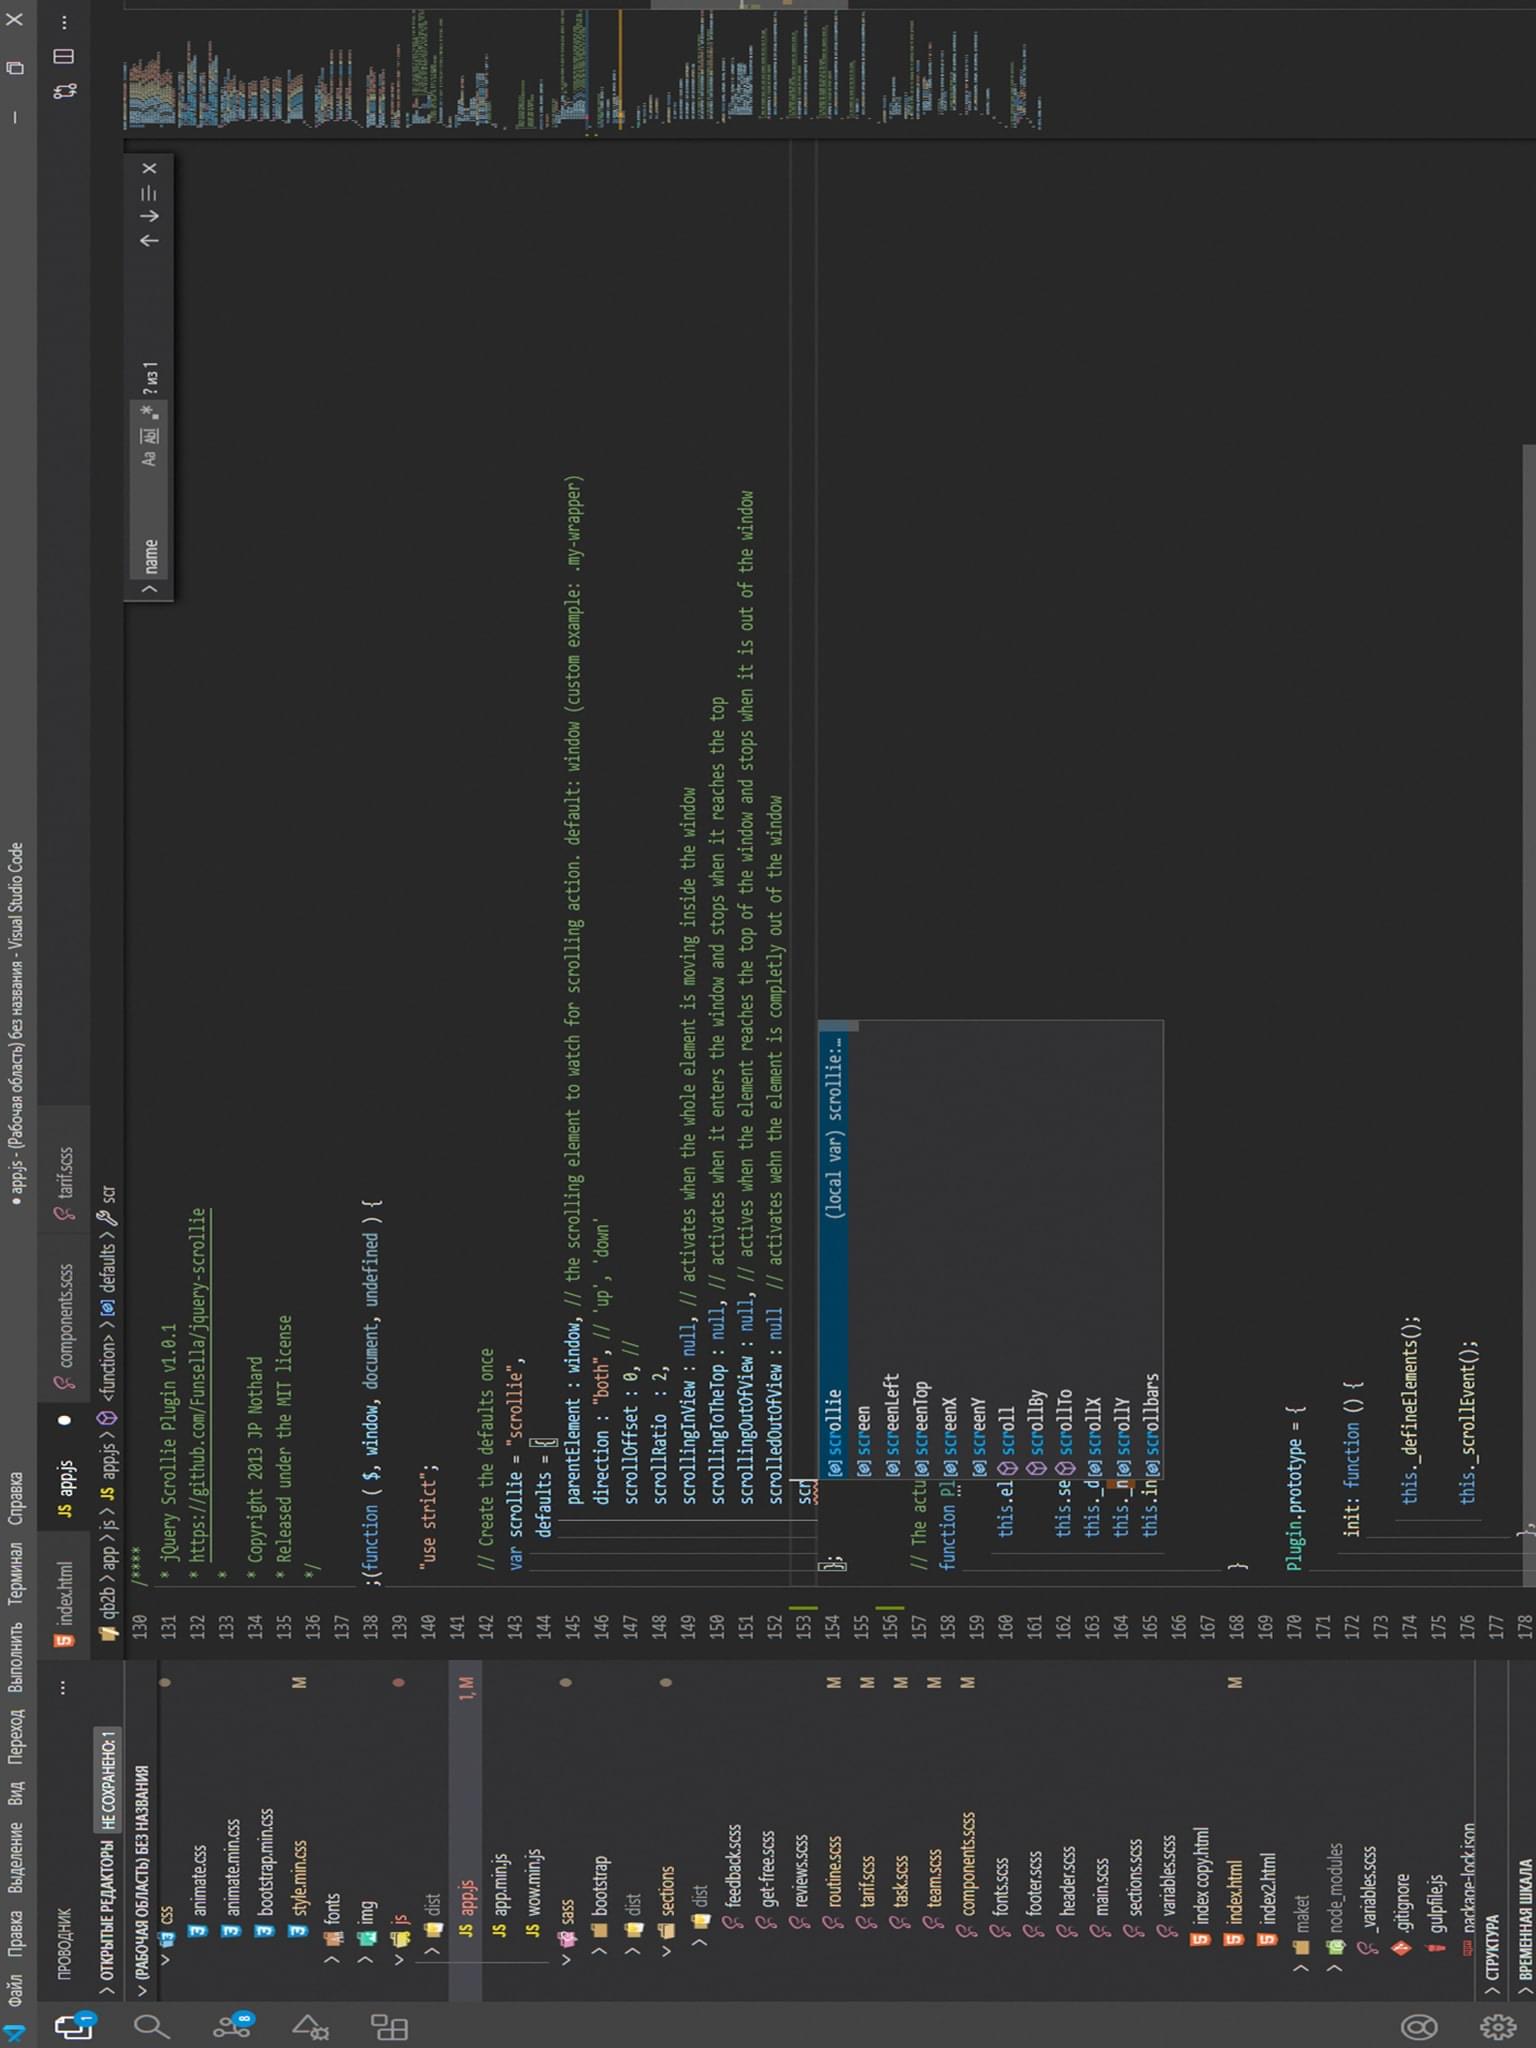 Файл Правка Выделение Вид Переход Выполнить Терминал Справка
● app.js - (Рабочая область) без названия - Visual Studio Code
ПРОВОДНИК ...
ОТКРЫТЫЕ РЕДАКТОРЫ НЕ СОХРАНЕНО: 1
(РАБОЧАЯ ОБЛАСТЬ) БЕЗ НАЗВАНИЯ
css
animate.css
animate.min.css
bootstrap.min.css
style.min.css M
fonts
img
js
dist
JS app.js 1, M
JS app.min.js
JS wow.min.js
sass
bootstrap
dist
sections
dist
feedback.scss
get-free.scss
reviews.scss
routine.scss M
tarif.scss M
task.scss M
team.scss M
components.scss M
fonts.scss
footer.scss
header.scss
main.scss
sections.scss
variables.scss
index copy.html
index.html M
index2.html
maket
node_modules
_variables.scss
.gitignore
gulpfile.js
package-lock.json
СТРУКТУРА
ВРЕМЕННАЯ ШКАЛА
1
8
index.html JS app.js ● components.scss tarif.scss
qb2b > app > js > JS app.js > <function> > defaults > scr
name Aa Abl .* ? из 1
130 /****
131 * jQuery Scrollie Plugin v1.0.1
132 * https://github.com/Funsella/jquery-scrollie
133 *
134 * Copyright 2013 JP Nothard
135 * Released under the MIT license
136 */
137
138 ;(function ( $, window, document, undefined ) {
139
140 "use strict";
141
142 // Create the defaults once
143 var scrollie = "scrollie",
144 defaults = {
145 parentElement : window, // the scrolling element to watch for scrolling action. default: window (custom example: .my-wrapper)
146 direction : "both", // 'up', 'down'
147 scrollOffset : 0, //
148 scrollRatio : 2,
149 scrollingInView : null, // activates when the whole element is moving inside the window
150 scrollingToTheTop : null, // activates when it enters the window and stops when it reaches the top
151 scrollingOutOfView : null, // actives when the element reaches the top of the window and stops when it is out of the window
152 scrolledOutOfView : null // activates wehn the element is completly out of the window
153 scr
154 };
155
156
157 // The actu
158 function Pl
159
160 this.el
161
162 this.se
163 this._d
164 this._n
165 this.in
166
167
168 }
169
170 Plugin.prototype = {
171
172 init: function () {
173
174 this._defineElements();
175
176 this._scrollEvent();
177
178 },
scrollie (local var) scrollie:…
screen
screenLeft
screenTop
screenX
screenY
scroll
scrollBy
scrollTo
scrollX
scrollY
scrollbars